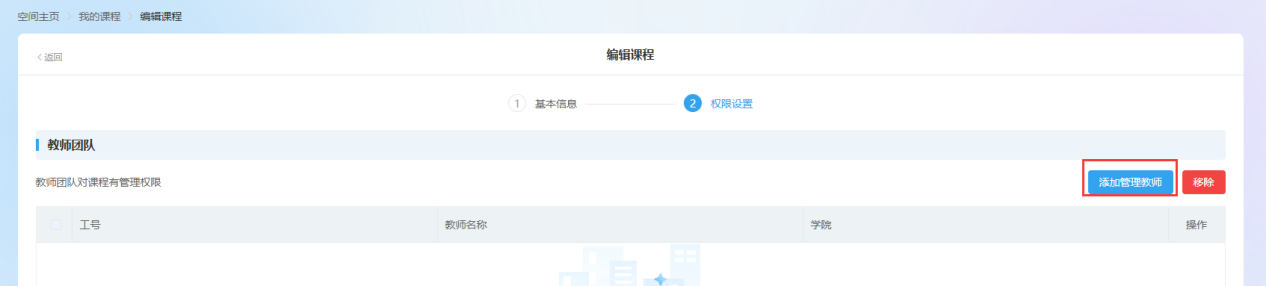 空间主页 > 我的课程 > 编辑课程
< 返回 编辑课程
1 基本信息 2 权限设置
教师团队
教师团队对课程有管理权限 添加管理教师 移除
工号 教师名称 学院 操作